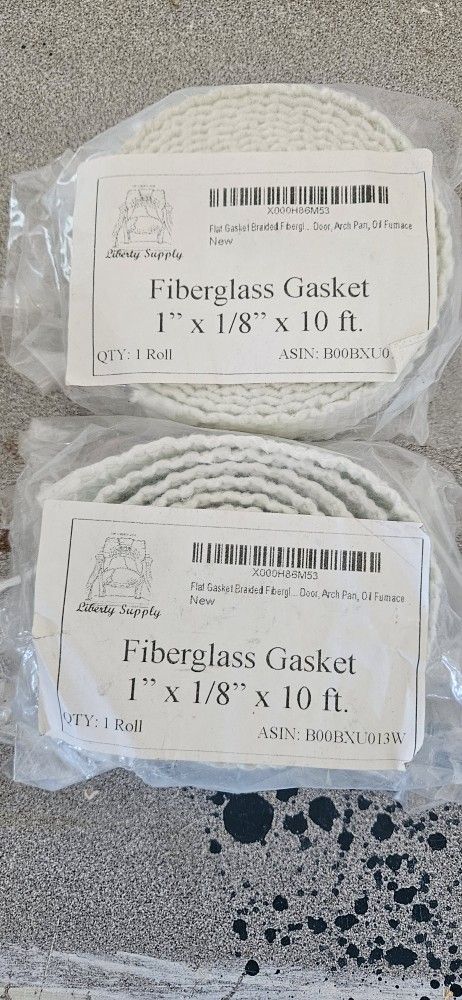 Liberty Supply
X000H86M53
Flat Gasket Braided Fibergl... Door, Arch Pan, Oil Furnace
New
Fiberglass Gasket
1” x 1/8” x 10 ft.
QTY: 1 Roll
ASIN: B00BXU0
Liberty Supply
X000H86M53
Flat Gasket Braided Fibergl... Door, Arch Pan, Oil Furnace
New
Fiberglass Gasket
1” x 1/8” x 10 ft.
QTY: 1 Roll
ASIN: B00BXU013W